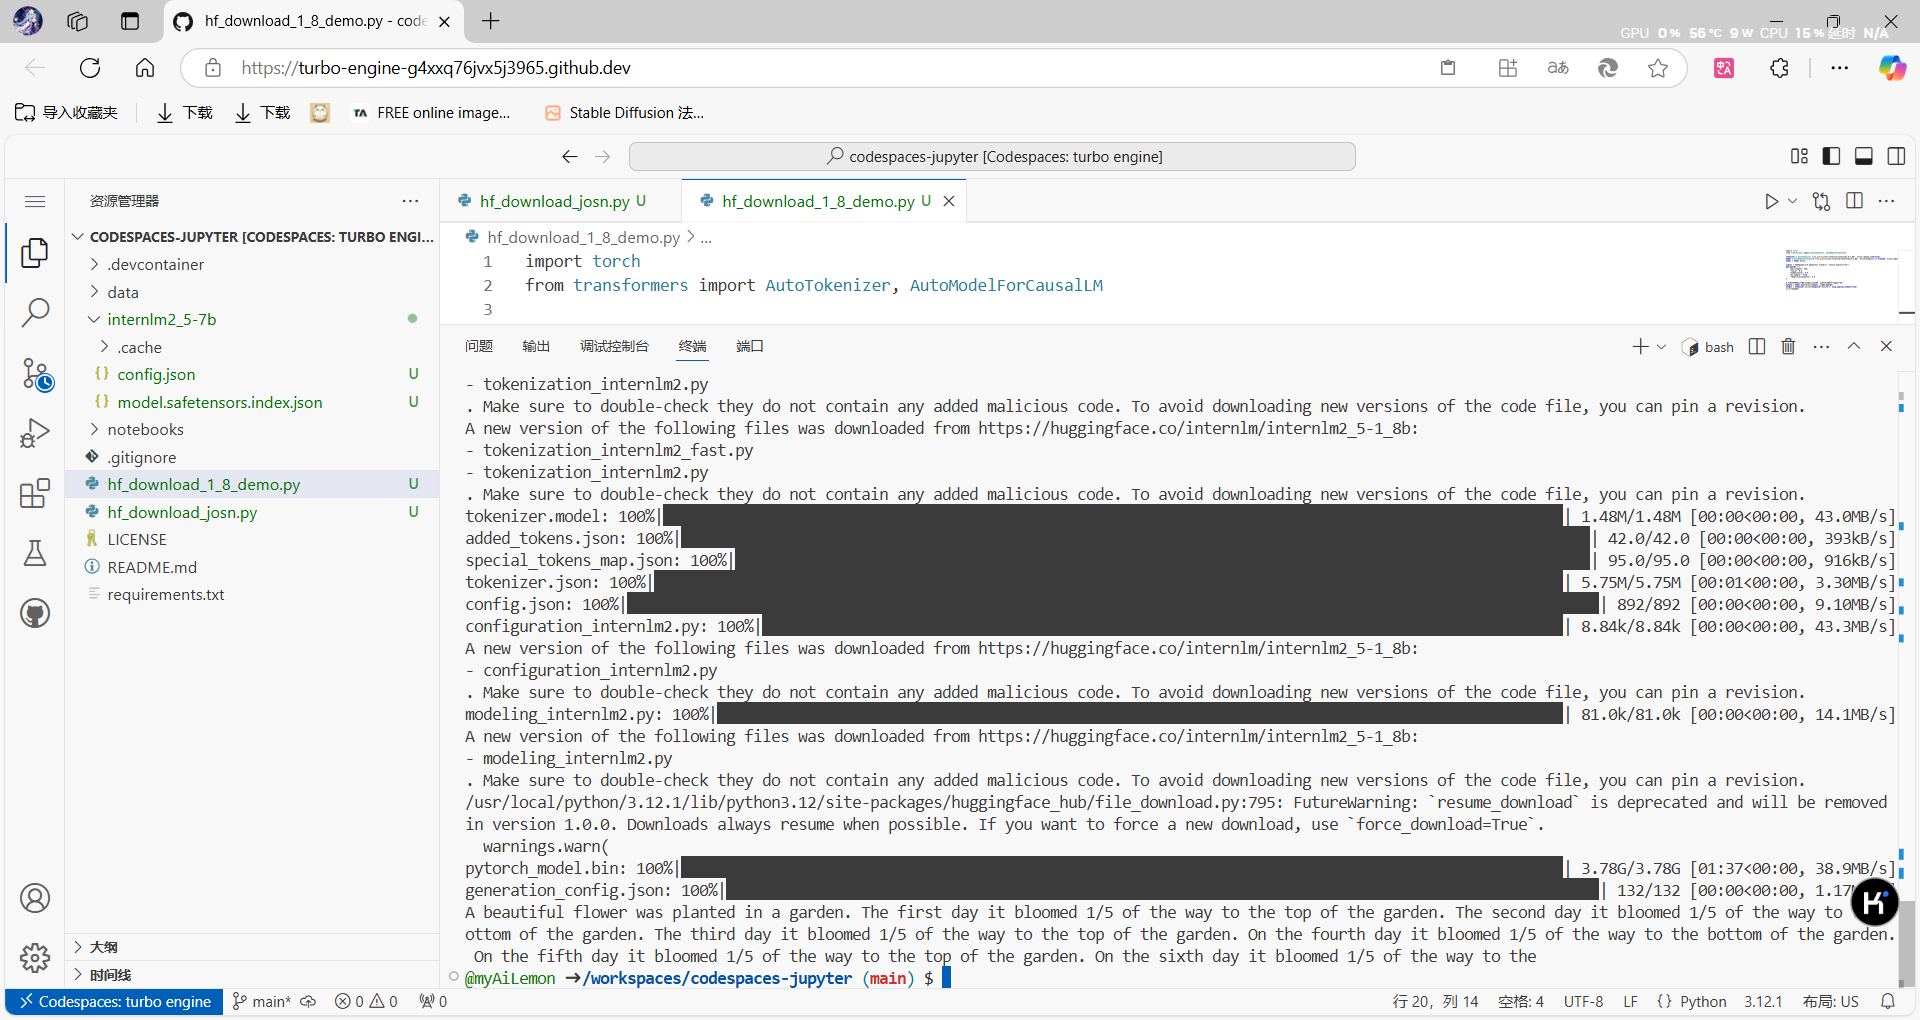 hf_download_1_8_demo.py - code
GPU 0% 56℃ 9W CPU 15% 延时 N/A
https://turbo-engine-g4xxq76jvx5j3965.github.dev
导入收藏夹 下载 下载 FREE online image... Stable Diffusion 法...
codespaces-jupyter [Codespaces: turbo engine]
资源管理器
CODESPACES-JUPYTER [CODESPACES: TURBO ENGI...
.devcontainer
data
internlm2_5-7b
.cache
config.json U
model.safetensors.index.json U
notebooks
.gitignore
hf_download_1_8_demo.py U
hf_download_josn.py U
LICENSE
README.md
requirements.txt
大纲
时间线
hf_download_josn.py U hf_download_1_8_demo.py U
hf_download_1_8_demo.py > ...
1 import torch
2 from transformers import AutoTokenizer, AutoModelForCausalLM
3
问题 输出 调试控制台 终端 端口 bash
- tokenization_internlm2.py
. Make sure to double-check they do not contain any added malicious code. To avoid downloading new versions of the code file, you can pin a revision.
A new version of the following files was downloaded from https://huggingface.co/internlm/internlm2_5-1_8b:
- tokenization_internlm2_fast.py
- tokenization_internlm2.py
. Make sure to double-check they do not contain any added malicious code. To avoid downloading new versions of the code file, you can pin a revision.
tokenizer.model: 100%| | 1.48M/1.48M [00:00<00:00, 43.0MB/s]
added_tokens.json: 100%| | 42.0/42.0 [00:00<00:00, 393kB/s]
special_tokens_map.json: 100%| | 95.0/95.0 [00:00<00:00, 916kB/s]
tokenizer.json: 100%| | 5.75M/5.75M [00:01<00:00, 3.30MB/s]
config.json: 100%| | 892/892 [00:00<00:00, 9.10MB/s]
configuration_internlm2.py: 100%| | 8.84k/8.84k [00:00<00:00, 43.3MB/s]
A new version of the following files was downloaded from https://huggingface.co/internlm/internlm2_5-1_8b:
- configuration_internlm2.py
. Make sure to double-check they do not contain any added malicious code. To avoid downloading new versions of the code file, you can pin a revision.
modeling_internlm2.py: 100%| | 81.0k/81.0k [00:00<00:00, 14.1MB/s]
A new version of the following files was downloaded from https://huggingface.co/internlm/internlm2_5-1_8b:
- modeling_internlm2.py
. Make sure to double-check they do not contain any added malicious code. To avoid downloading new versions of the code file, you can pin a revision.
/usr/local/python/3.12.1/lib/python3.12/site-packages/huggingface_hub/file_download.py:795: FutureWarning: `resume_download` is deprecated and will be removed
in version 1.0.0. Downloads always resume when possible. If you want to force a new download, use `force_download=True`.
warnings.warn(
pytorch_model.bin: 100%| | 3.78G/3.78G [01:37<00:00, 38.9MB/s]
generation_config.json: 100%| | 132/132 [00:00<00:00, 1.17M
A beautiful flower was planted in a garden. The first day it bloomed 1/5 of the way to the top of the garden. The second day it bloomed 1/5 of the way to
ottom of the garden. The third day it bloomed 1/5 of the way to the top of the garden. On the fourth day it bloomed 1/5 of the way to the bottom of the garden.
On the fifth day it bloomed 1/5 of the way to the top of the garden. On the sixth day it bloomed 1/5 of the way to the
@myAiLemon ➜/workspaces/codespaces-jupyter (main) $
Codespaces: turbo engine main* 0 0 0 行 20，列 14 空格: 4 UTF-8 LF {} Python 3.12.1 布局: US